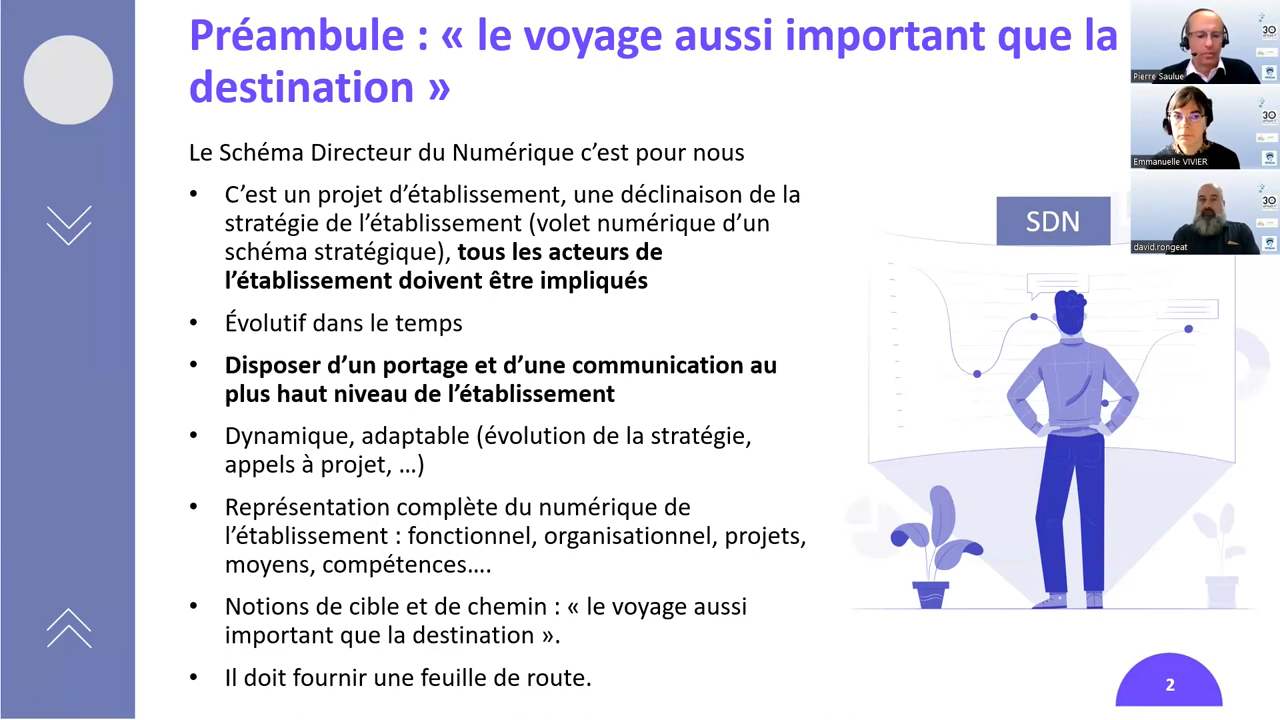 Préambule : « le voyage aussi important que la
destination »
Le Schéma Directeur du Numérique c’est pour nous
• C’est un projet d’établissement, une déclinaison de la
stratégie de l’établissement (volet numérique d’un
schéma stratégique), tous les acteurs de
l’établissement doivent être impliqués
• Évolutif dans le temps
• Disposer d’un portage et d’une communication au
plus haut niveau de l’établissement
• Dynamique, adaptable (évolution de la stratégie,
appels à projet, …)
• Représentation complète du numérique de
l’établissement : fonctionnel, organisationnel, projets,
moyens, compétences….
• Notions de cible et de chemin : « le voyage aussi
important que la destination ».
• Il doit fournir une feuille de route.
SDN
2
Pierre Saulue
30
Emmanuelle VIVIER
30
david.rongeat
30